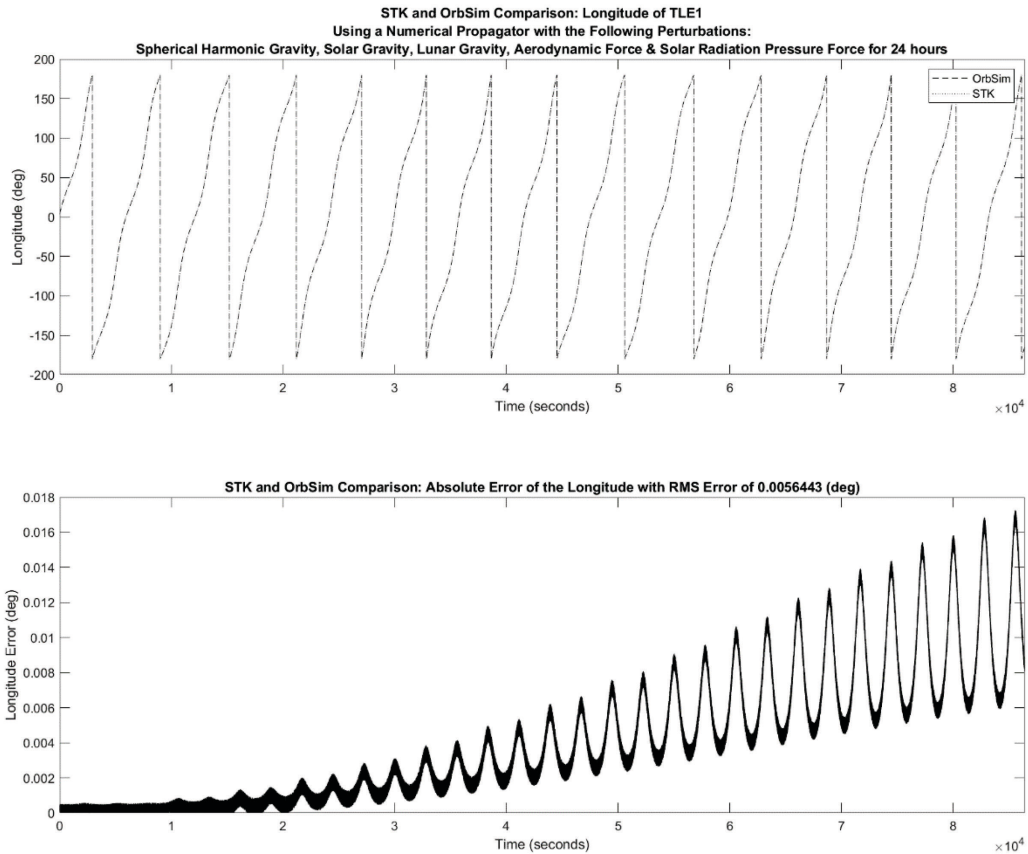 STK and OrbSim Comparison: Longitude of TLE1
Using a Numerical Propagator with the Following Perturbations:
Spherical Harmonic Gravity, Solar Gravity, Lunar Gravity, Aerodynamic Force & Solar Radiation Pressure Force for 24 hours
200
150
100
50
0
-50
-100
-150
-200
Longitude (deg)
OrbSim
STK
0 1 2 3 4 5 6 7 8
Time (seconds)
×10^4
STK and OrbSim Comparison: Absolute Error of the Longitude with RMS Error of 0.0056443 (deg)
0.018
0.016
0.014
0.012
0.01
0.008
0.006
0.004
0.002
0
Longitude Error (deg)
0 1 2 3 4 5 6 7 8
Time (seconds)
×10^4